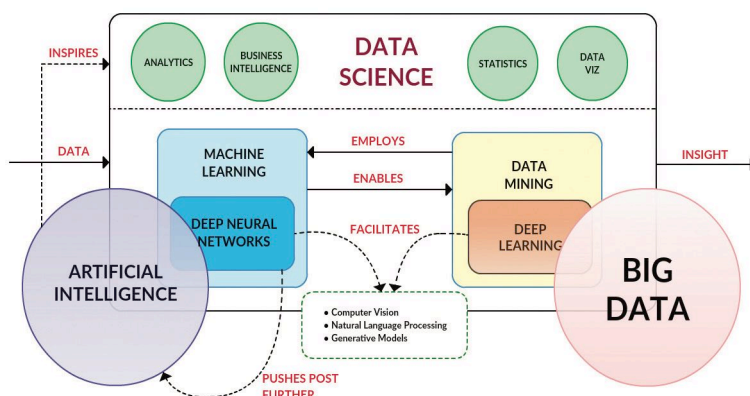 INSPIRES
ANALYTICS
BUSINESS
INTELLIGENCE
DATA
SCIENCE
STATISTICS
DATA
VIZ
DATA
MACHINE
LEARNING
EMPLOYS
ENABLES
DATA
MINING
INSIGHT
DEEP NEURAL
NETWORKS
FACILITATES
DEEP
LEARNING
ARTIFICIAL
INTELLIGENCE
BIG
DATA
• Computer Vision
• Natural Language Processing
• Generative Models
PUSHES POST
FURTHER